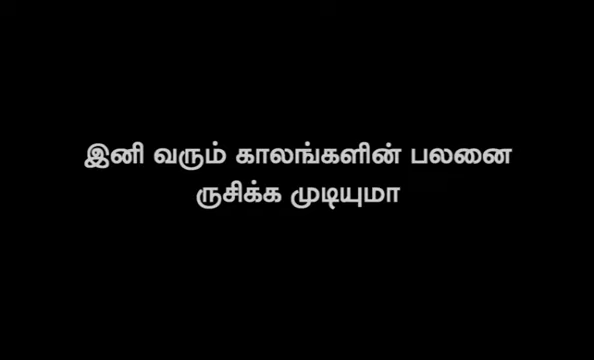 இனி வரும் காலங்களின் பலனை
ருசிக்க முடியுமா